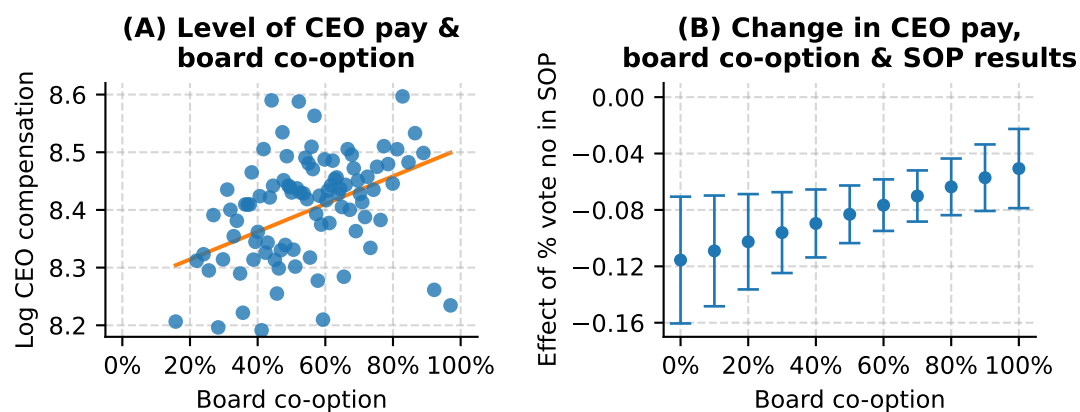 (A) Level of CEO pay &
board co-option
Log CEO compensation
8.6
8.5
8.4
8.3
8.2
0%
20%
40%
60%
80%
100%
Board co-option
(B) Change in CEO pay,
board co-option & SOP results
Effect of % vote no in SOP
0.00
−0.04
−0.08
−0.12
−0.16
0%
20%
40%
60%
80%
100%
Board co-option